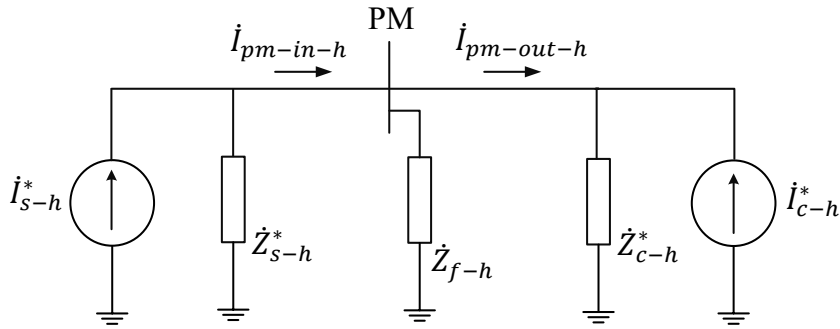 PM
İ_{pm−in−h}
İ_{pm−out−h}
İ*_{s−h}
Ż*_{s−h}
Ż_{f−h}
Ż*_{c−h}
İ*_{c−h}